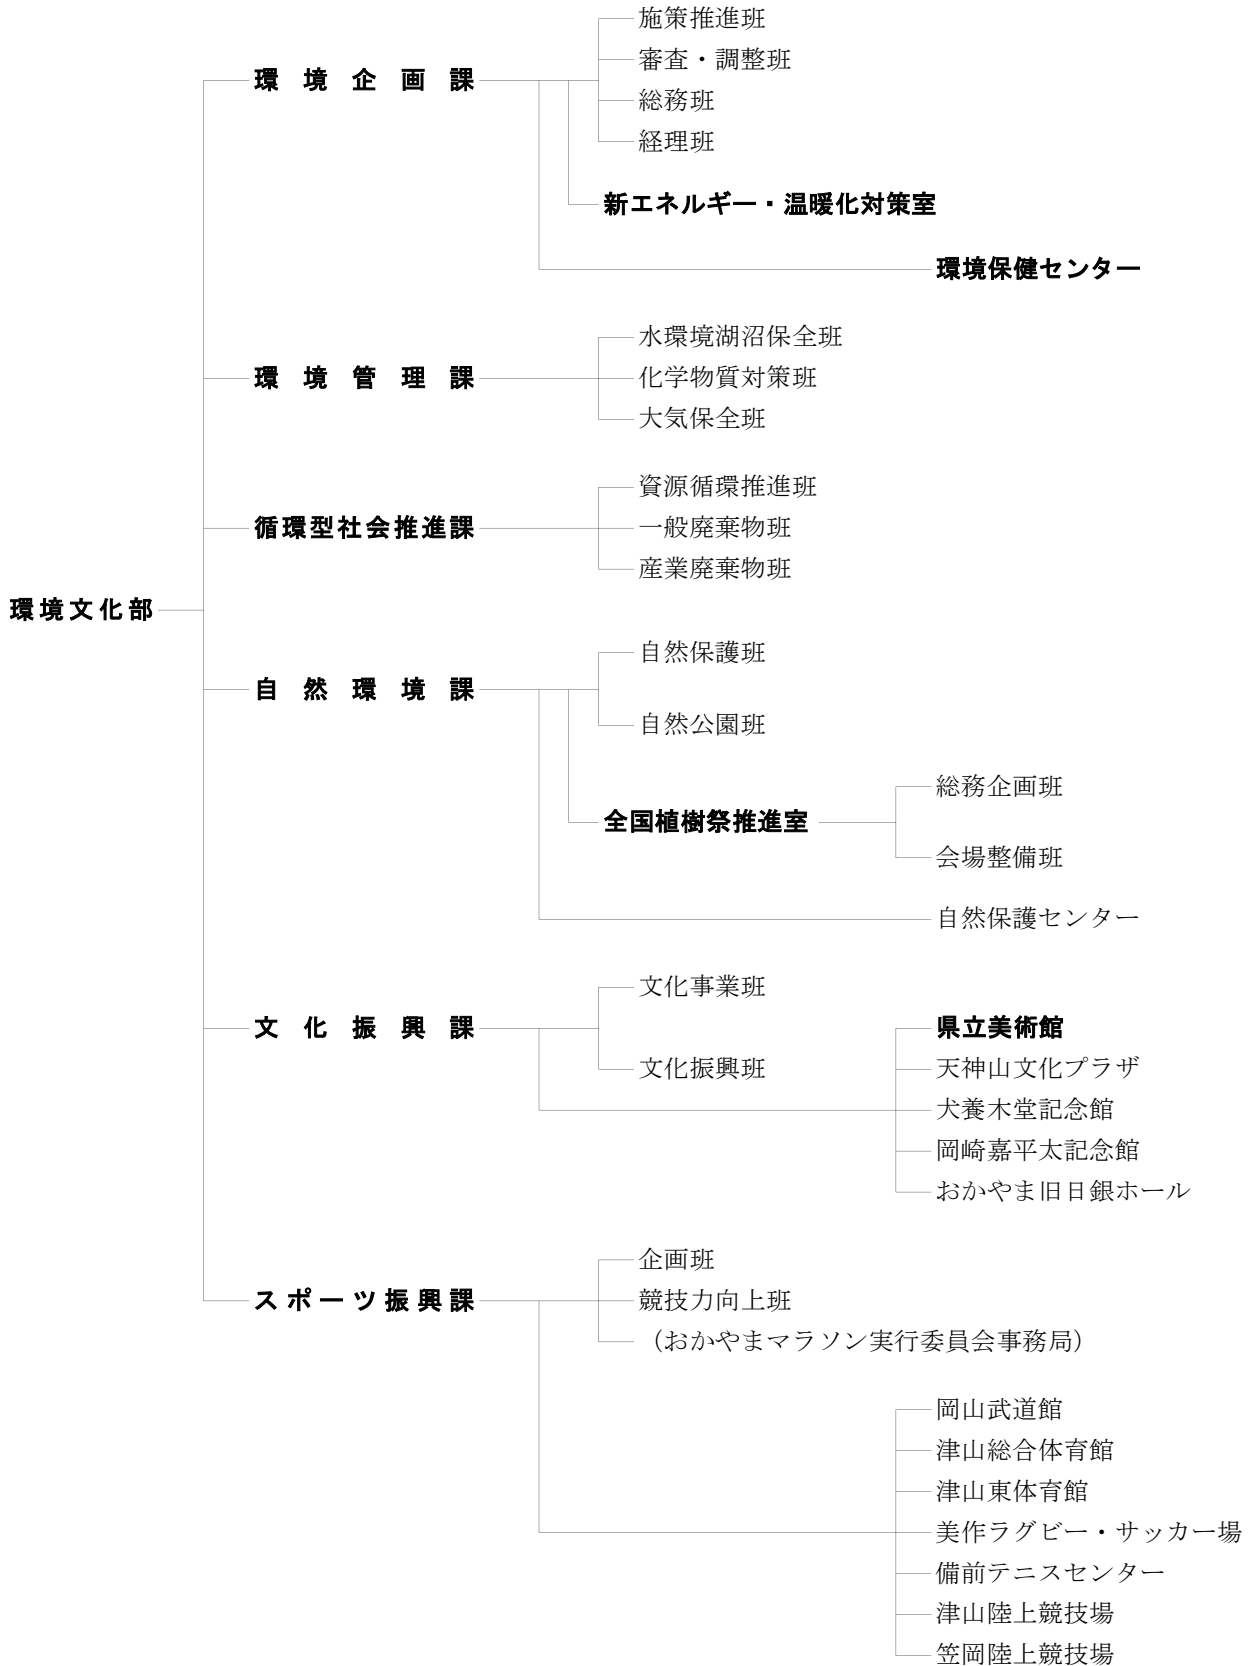 環境文化部
環境企画課
施策推進班
審査・調整班
総務班
経理班
新エネルギー・温暖化対策室
環境保健センター
環境管理課
水環境湖沼保全班
化学物質対策班
大気保全班
循環型社会推進課
資源循環推進班
一般廃棄物班
産業廃棄物班
自然環境課
自然保護班
自然公園班
全国植樹祭推進室
総務企画班
会場整備班
自然保護センター
文化振興課
文化事業班
文化振興班
県立美術館
天神山文化プラザ
犬養木堂記念館
岡崎嘉平太記念館
おかやま旧日銀ホール
スポーツ振興課
企画班
競技力向上班
（おかやまマラソン実行委員会事務局）
岡山武道館
津山総合体育館
津山東体育館
美作ラグビー・サッカー場
備前テニスセンター
津山陸上競技場
笠岡陸上競技場